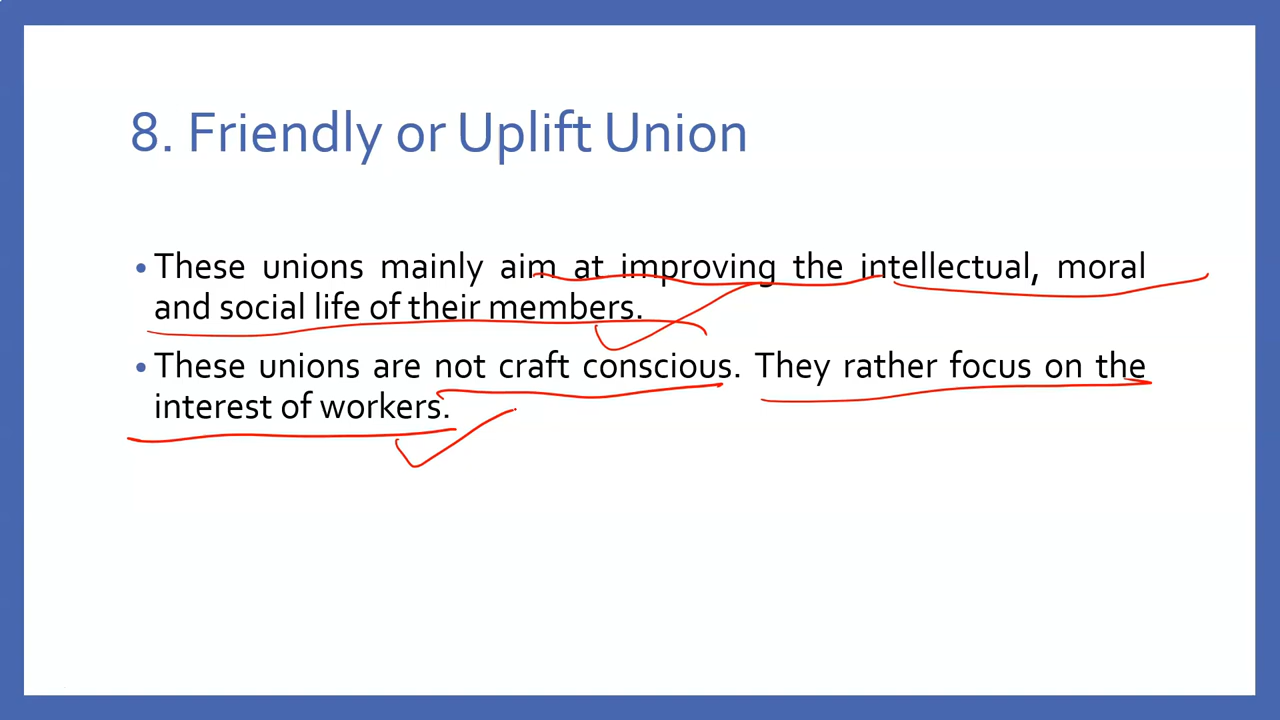 8. Friendly or Uplift Union
• These unions mainly aim at improving the intellectual, moral
and social life of their members.
• These unions are not craft conscious. They rather focus on the
interest of workers.